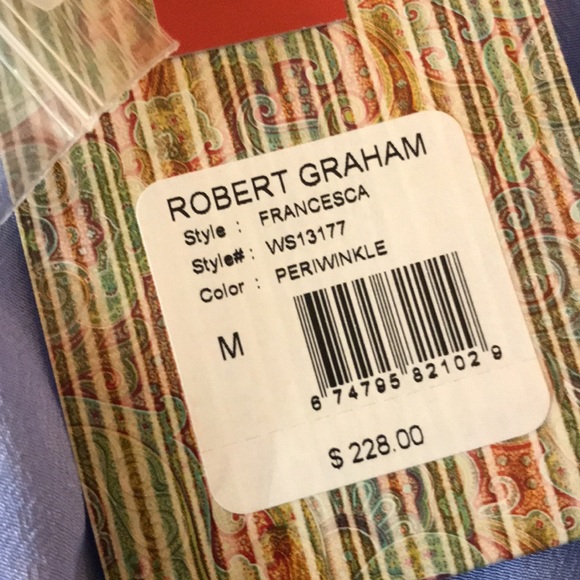 ROBERT GRAHAM
Style : FRANCESCA
Style# : WS13177
Color : PERIWINKLE
M
6 74795 82102 9
$ 228.00